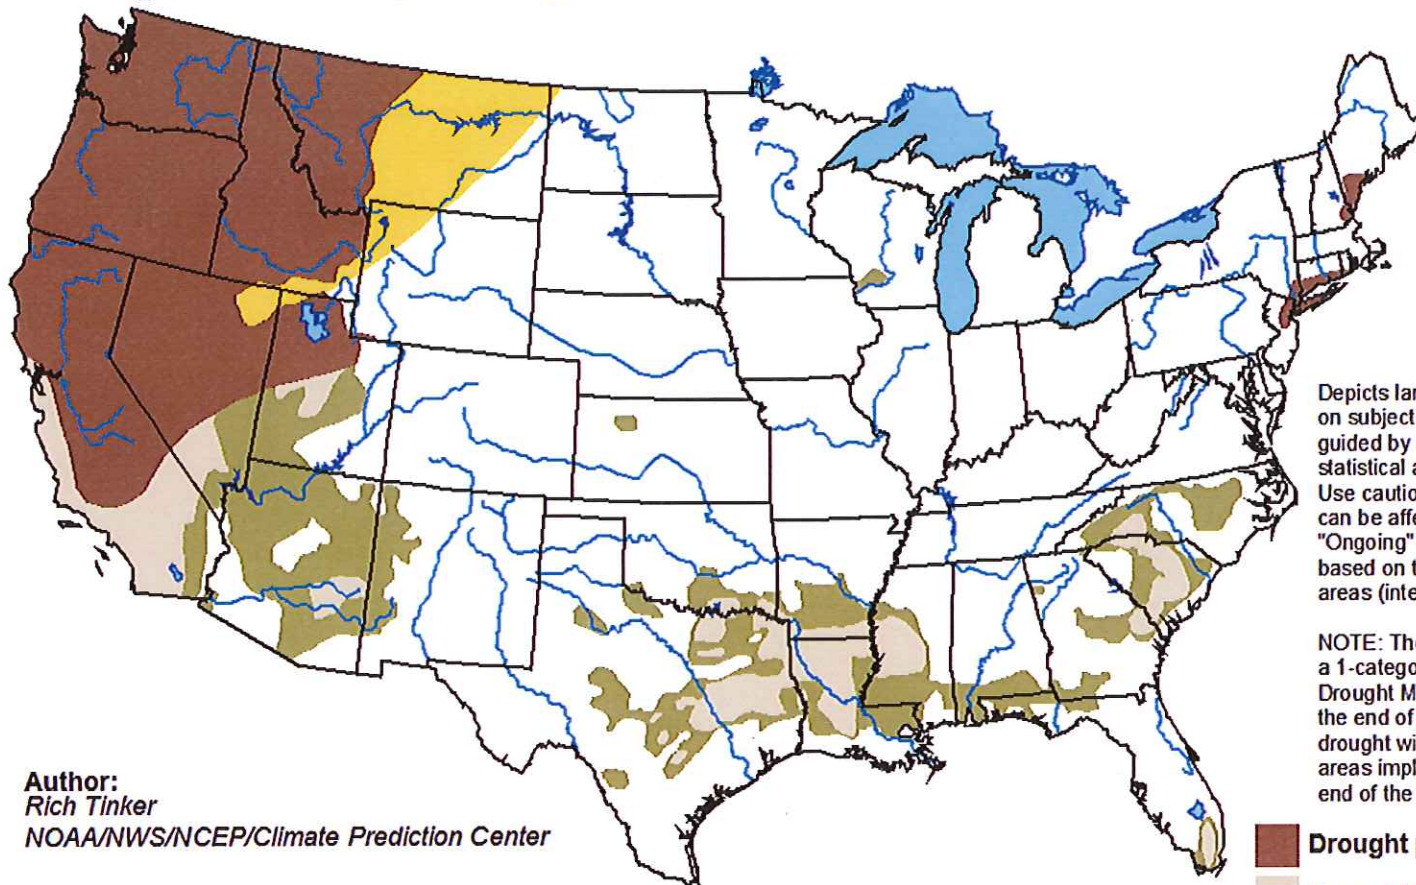 Depicts lar
on subject
guided by
statistical a
Use cautio
can be affe
"Ongoing"
based on t
areas (inte
NOTE: The
a 1-catego
Drought M
the end of
drought wi
areas impl
end of the
Author:
Rich Tinker
NOAA/NWS/NCEP/Climate Prediction Center
Drought p